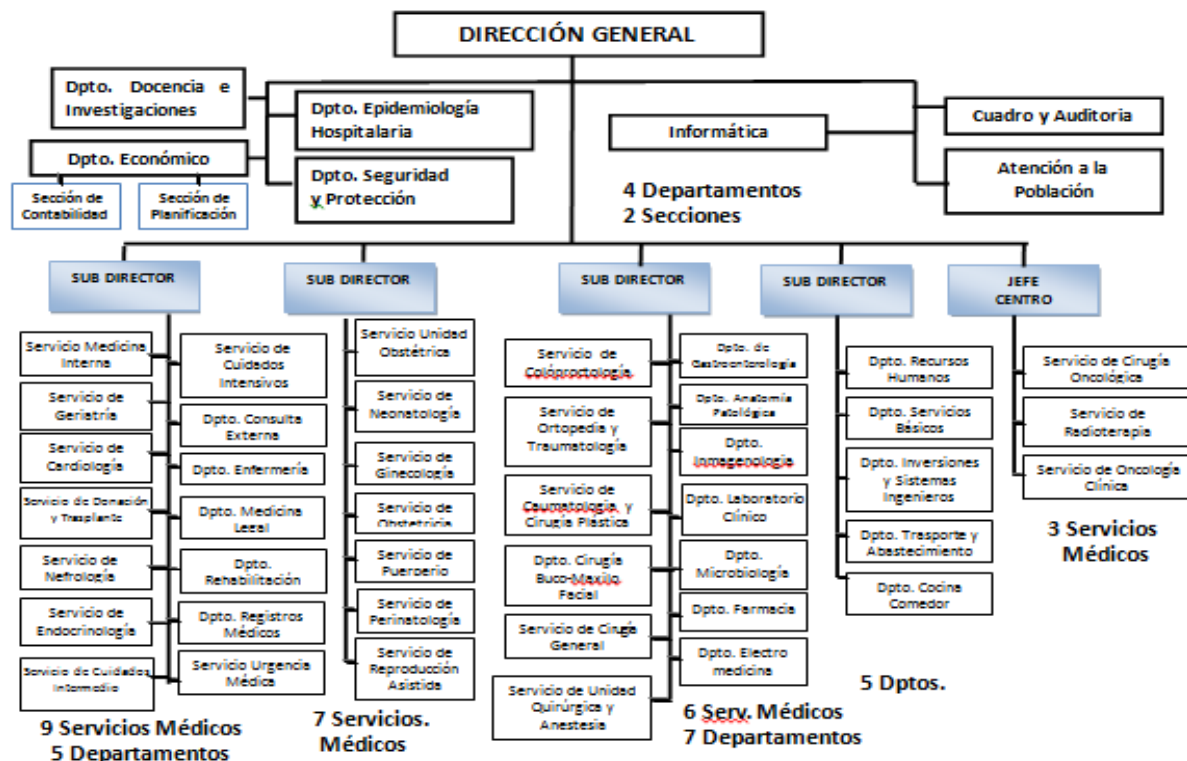 DIRECCIÓN GENERAL
Dpto. Docencia e
Investigaciones
Dpto. Epidemiología
Hospitalaria
Informática
Cuadro y Auditoria
Dpto. Económico
Atención a la
Población
Dpto. Seguridad
y Protección
Sección de
Contabilidad
Sección de
Planificación
4 Departamentos
2 Secciones
SUB DIRECTOR
SUB DIRECTOR
SUB DIRECTOR
SUB DIRECTOR
JEFE
CENTRO
Servicio Medicina
Interna
Servicio de
Geriatría
Servicio de
Cardiología
Servicio de Donación
y Trasplante
Servicio de
Nefrología
Servicio de
Endocrinología
Servicio de Cuidados
Intermedio
Servicio de
Cuidados
Intensivos
Dpto. Consulta
Externa
Dpto. Enfermería
Dpto. Medicina
Legal
Dpto.
Rehabilitación
Dpto. Registros
Médicos
Servicio Urgencia
Médica
9 Servicios Médicos
5 Departamentos
Servicio Unidad
Obstétrica
Servicio de
Neonatología
Servicio de
Ginecología
Servicio de
Obstetricia
Servicio de
Puerperio
Servicio de
Perinatología
Servicio de
Reproducción
Asistida
7 Servicios.
Médicos
Servicio de
Colóproctología
Servicio de
Ortopedia y
Traumatología
Servicio de
Caumatología y
Cirugía Plástica
Dpto. Cirugía
Buco-Maxilo
Facial
Servicio de Cirugía
General
Servicio de Unidad
Quirúrgica y
Anestesia
Dpto. de
Dpto. Anatomía
Patológica
Dpto.
Inmagenología
Dpto. Laboratorio
Clínico
Dpto.
Microbiología
Dpto. Farmacia
Dpto. Electro
medicina
6 Serv. Médicos
7 Departamentos
Dpto. Recursos
Humanos
Dpto. Servicios
Básicos
Dpto. Inversiones
y Sistemas
Ingenieros
Dpto. Trasporte y
Abastecimiento
Dpto. Cocina
Comedor
5 Dptos.
Servicio de Cirugía
Oncológica
Servicio de
Radioterapia
Servicio de Oncología
Clínica
3 Servicios
Médicos